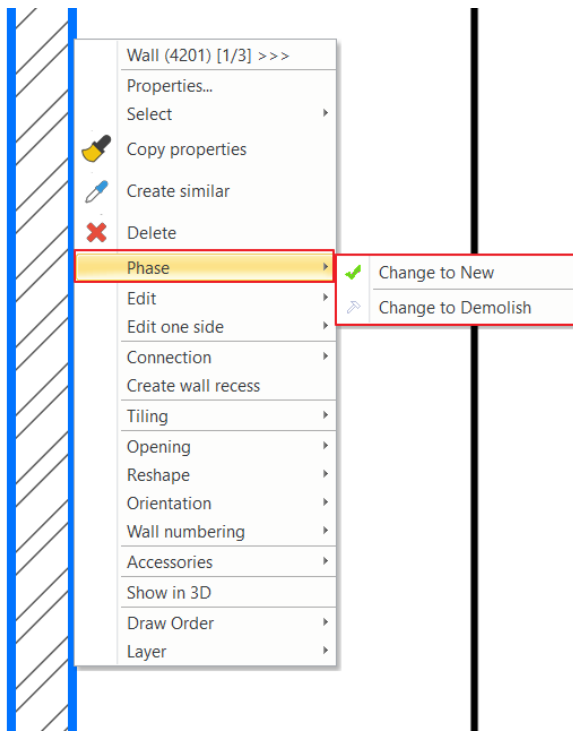 Wall (4201) [1/3] >>>
Properties...
Select
Copy properties
Create similar
Delete
Phase
Change to New
Change to Demolish
Edit
Edit one side
Connection
Create wall recess
Tiling
Opening
Reshape
Orientation
Wall numbering
Accessories
Show in 3D
Draw Order
Layer